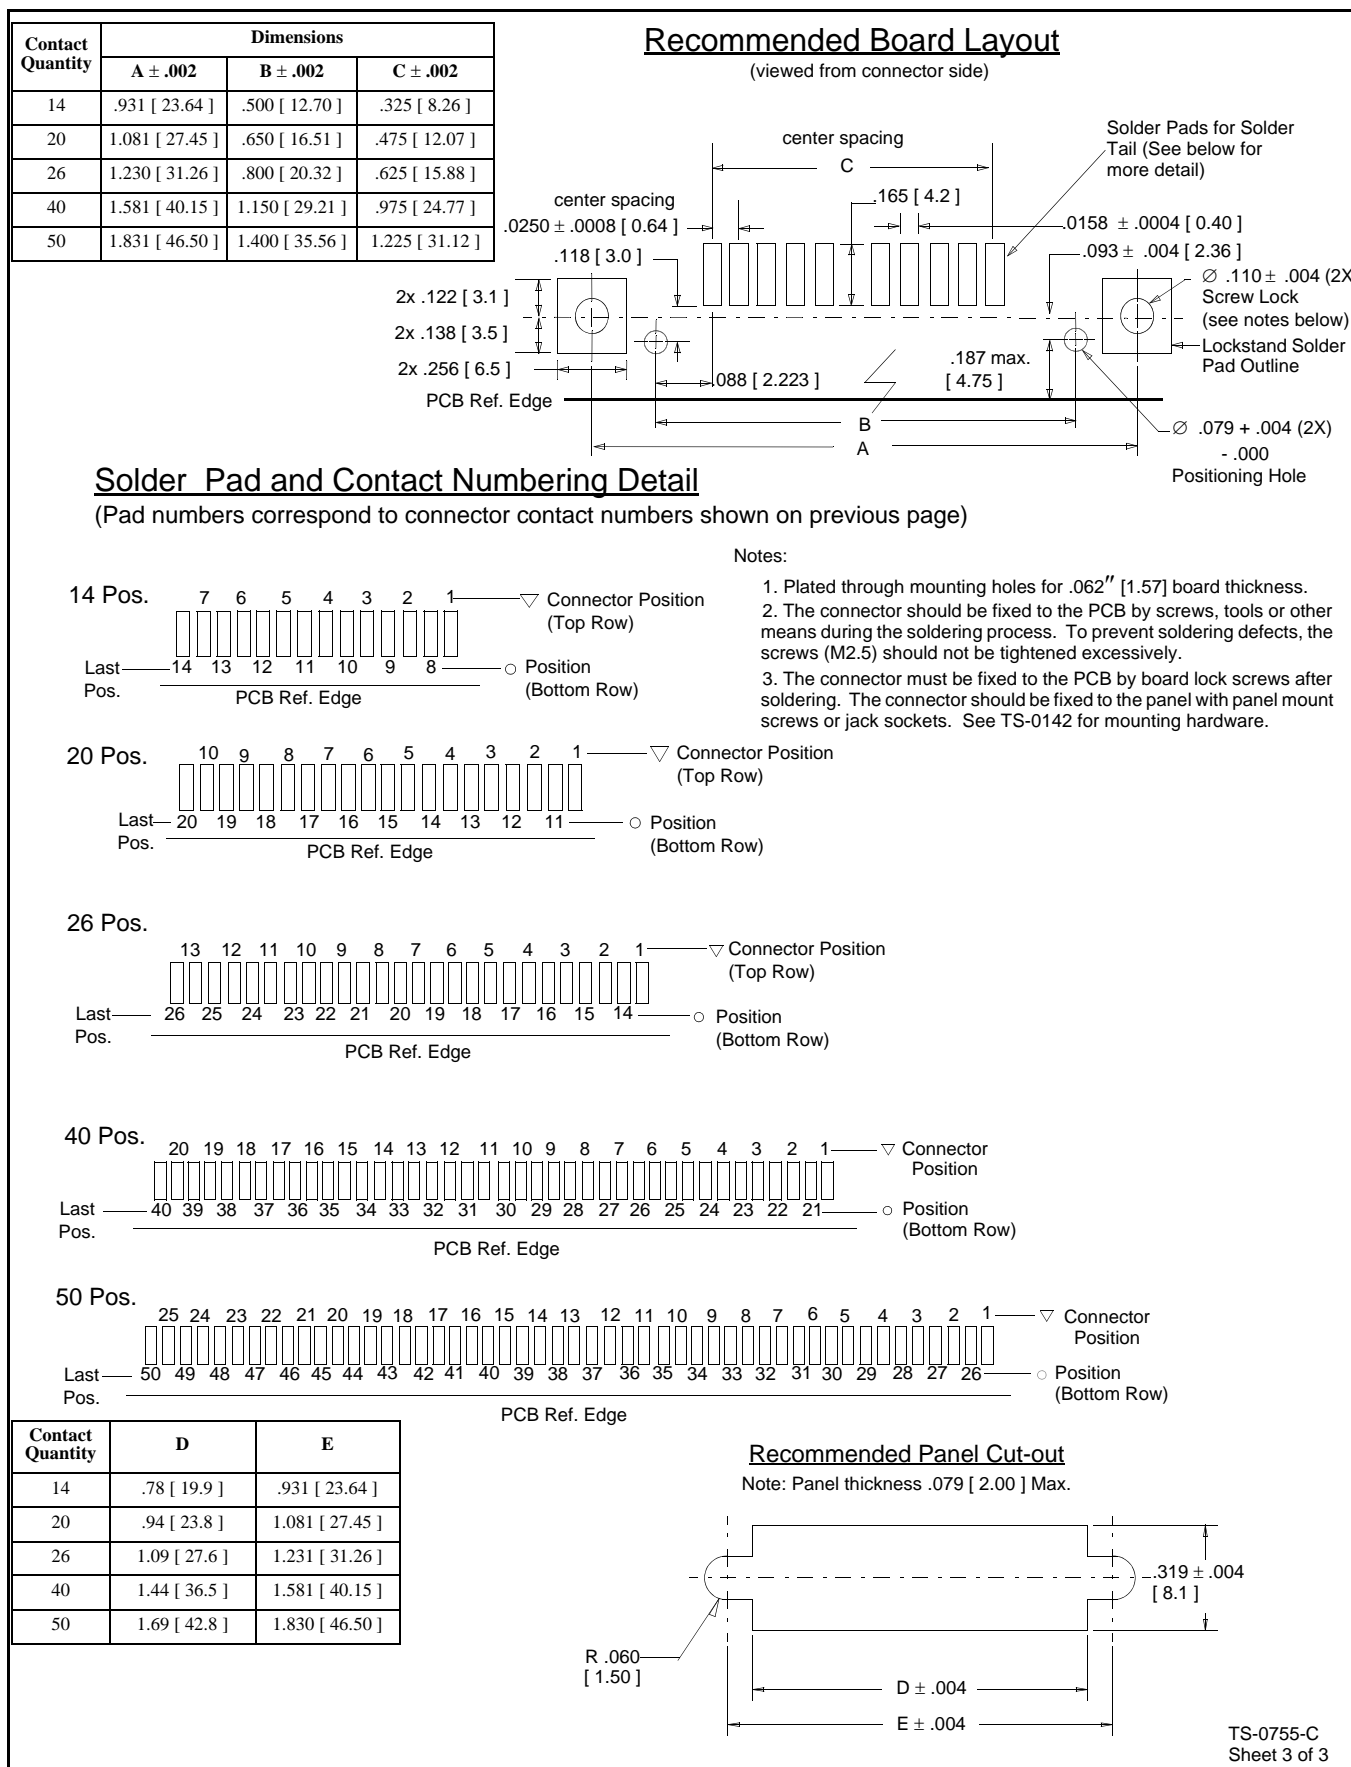 Contact Quantity
Dimensions
A ± .002 B ± .002 C ± .002
14 .931 [ 23.64 ] .500 [ 12.70 ] .325 [ 8.26 ]
20 1.081 [ 27.45 ] .650 [ 16.51 ] .475 [ 12.07 ]
26 1.230 [ 31.26 ] .800 [ 20.32 ] .625 [ 15.88 ]
40 1.581 [ 40.15 ] 1.150 [ 29.21 ] .975 [ 24.77 ]
50 1.831 [ 46.50 ] 1.400 [ 35.56 ] 1.225 [ 31.12 ]
Recommended Board Layout
(viewed from connector side)
center spacing
C
Solder Pads for Solder
Tail (See below for
more detail)
center spacing
.0250 ± .0008 [ 0.64 ]
.165 [ 4.2 ]
.0158 ± .0004 [ 0.40 ]
.118 [ 3.0 ]
.093 ± .004 [ 2.36 ]
2x .122 [ 3.1 ]
2x .138 [ 3.5 ]
2x .256 [ 6.5 ]
∅ .110 ± .004 (2X
Screw Lock
(see notes below)
Lockstand Solder
Pad Outline
.088 [ 2.223 ]
.187 max.
[ 4.75 ]
PCB Ref. Edge
B
A
∅ .079 + .004 (2X)
- .000
Positioning Hole
Solder Pad and Contact Numbering Detail
(Pad numbers correspond to connector contact numbers shown on previous page)
Notes:
1. Plated through mounting holes for .062″ [1.57] board thickness.
2. The connector should be fixed to the PCB by screws, tools or other
means during the soldering process. To prevent soldering defects, the
screws (M2.5) should not be tightened excessively.
3. The connector must be fixed to the PCB by board lock screws after
soldering. The connector should be fixed to the panel with panel mount
screws or jack sockets. See TS-0142 for mounting hardware.
14 Pos.
7 6 5 4 3 2 1 ▽ Connector Position
(Top Row)
Last
Pos.
14 13 12 11 10 9 8 ○ Position
(Bottom Row)
PCB Ref. Edge
20 Pos.
10 9 8 7 6 5 4 3 2 1 ▽ Connector Position
(Top Row)
Last
Pos.
20 19 18 17 16 15 14 13 12 11 ○ Position
(Bottom Row)
PCB Ref. Edge
26 Pos.
13 12 11 10 9 8 7 6 5 4 3 2 1 ▽ Connector Position
(Top Row)
Last
Pos.
26 25 24 23 22 21 20 19 18 17 16 15 14 ○ Position
(Bottom Row)
PCB Ref. Edge
40 Pos.
20 19 18 17 16 15 14 13 12 11 10 9 8 7 6 5 4 3 2 1 ▽ Connector
Position
Last
Pos.
40 39 38 37 36 35 34 33 32 31 30 29 28 27 26 25 24 23 22 21 ○ Position
(Bottom Row)
PCB Ref. Edge
50 Pos.
25 24 23 22 21 20 19 18 17 16 15 14 13 12 11 10 9 8 7 6 5 4 3 2 1 ▽ Connector
Position
Last
Pos.
50 49 48 47 46 45 44 43 42 41 40 39 38 37 36 35 34 33 32 31 30 29 28 27 26 ○ Position
(Bottom Row)
PCB Ref. Edge
Contact Quantity D E
14 .78 [ 19.9 ] .931 [ 23.64 ]
20 .94 [ 23.8 ] 1.081 [ 27.45 ]
26 1.09 [ 27.6 ] 1.231 [ 31.26 ]
40 1.44 [ 36.5 ] 1.581 [ 40.15 ]
50 1.69 [ 42.8 ] 1.830 [ 46.50 ]
Recommended Panel Cut-out
Note: Panel thickness .079 [ 2.00 ] Max.
.319 ± .004
[ 8.1 ]
R .060
[ 1.50 ]
D ± .004
E ± .004
TS-0755-C
Sheet 3 of 3